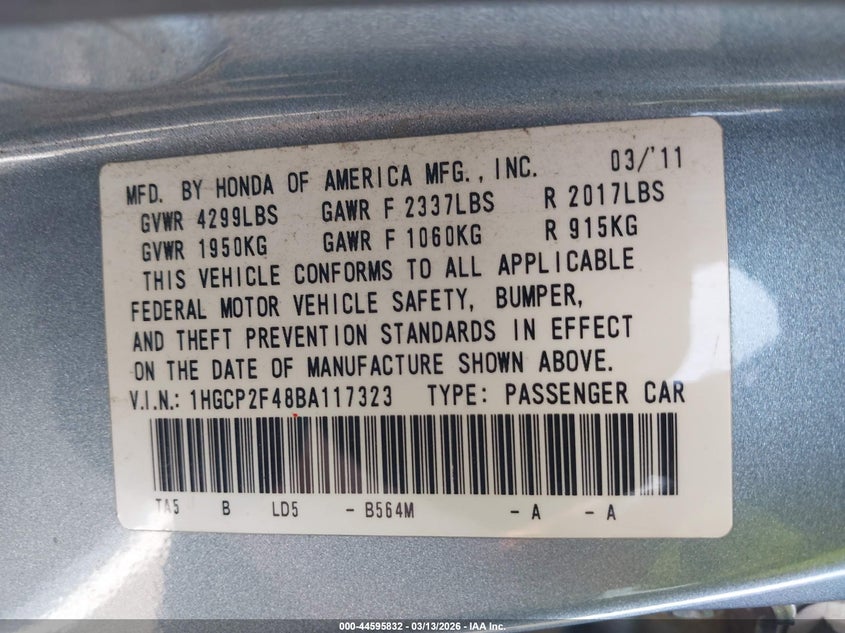 MFD. BY HONDA OF AMERICA MFG., INC. 03/'11
GVWR 4299LBS GAWR F 2337LBS R 2017LBS
GVWR 1950KG GAWR F 1060KG R 915KG
THIS VEHICLE CONFORMS TO ALL APPLICABLE
FEDERAL MOTOR VEHICLE SAFETY, BUMPER,
AND THEFT PREVENTION STANDARDS IN EFFECT
ON THE DATE OF MANUFACTURE SHOWN ABOVE.
V.I.N.: 1HGCP2F48BA117323 TYPE: PASSENGER CAR
TA5 B LD5 - B564M - A - A
000-44595832 - 03/13/2026 - IAA Inc.